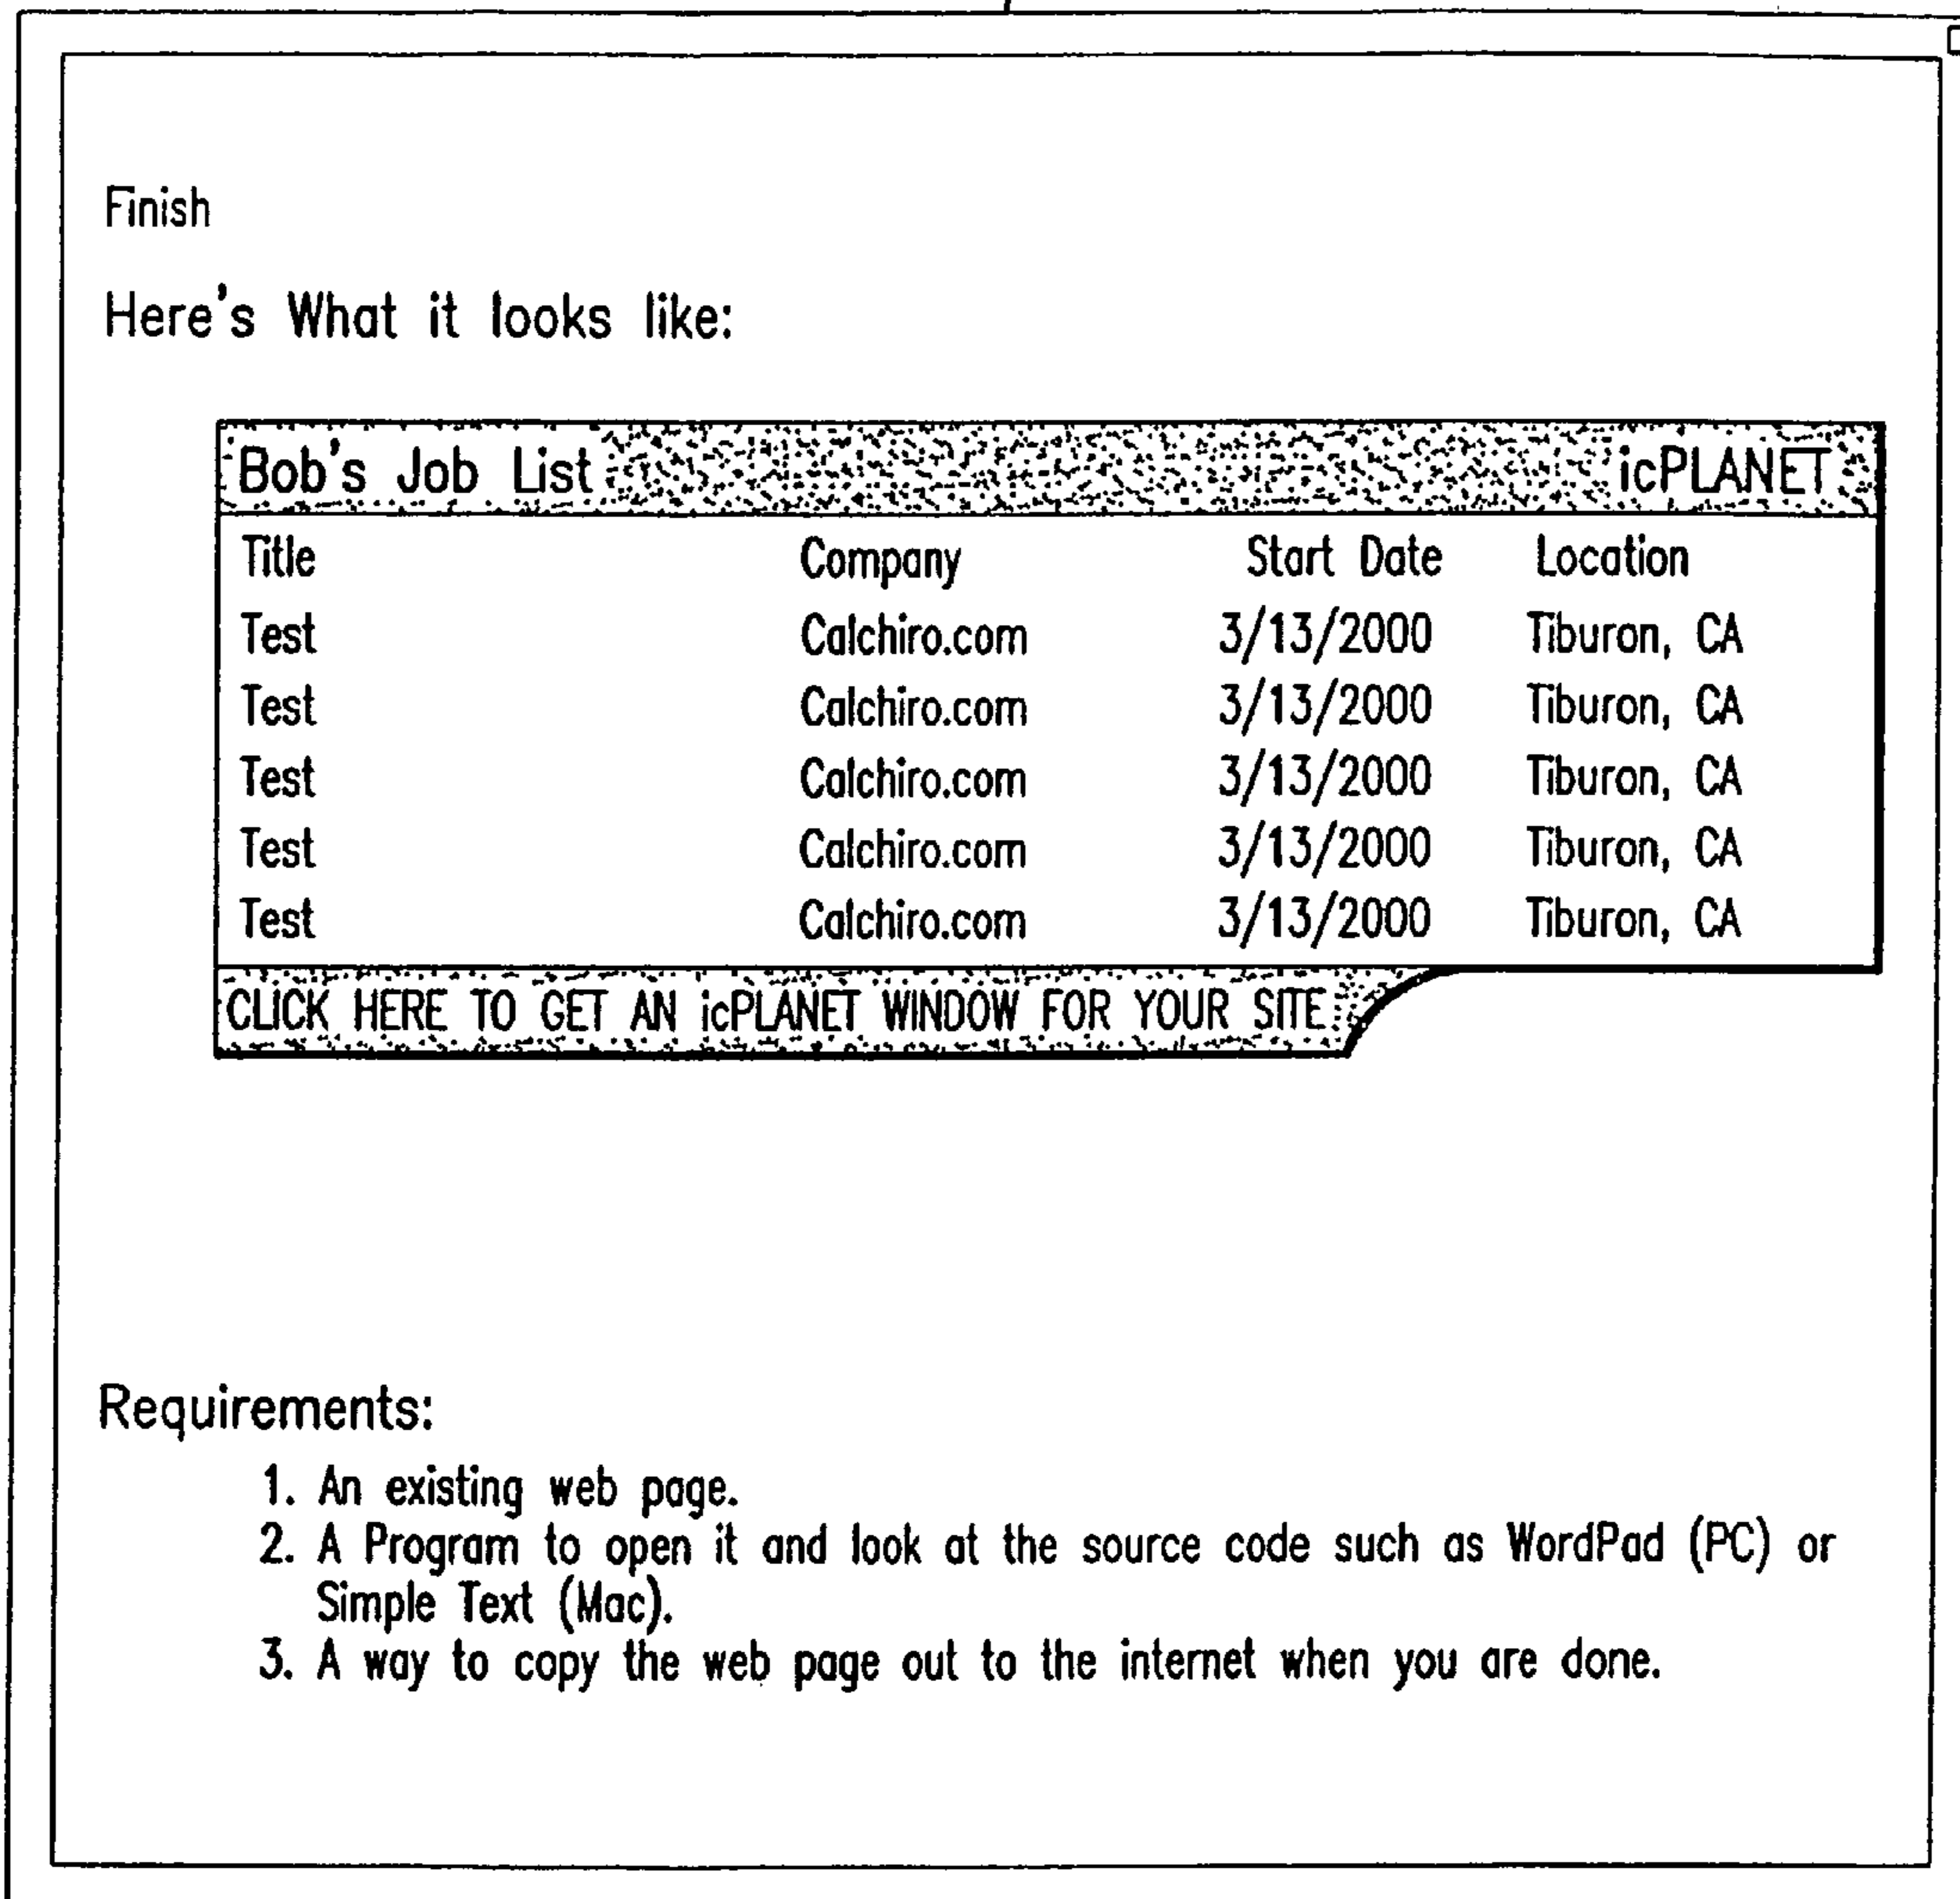 Finish
Here's What it looks like:
Bob's Job List icPLANET
Title Company Start Date Location
Test Calchiro.com 3/13/2000 Tiburon, CA
Test Calchiro.com 3/13/2000 Tiburon, CA
Test Calchiro.com 3/13/2000 Tiburon, CA
Test Calchiro.com 3/13/2000 Tiburon, CA
Test Calchiro.com 3/13/2000 Tiburon, CA
CLICK HERE TO GET AN icPLANET WINDOW FOR YOUR SITE
Requirements:
1. An existing web page.
2. A Program to open it and look at the source code such as WordPad (PC) or
Simple Text (Mac).
3. A way to copy the web page out to the internet when you are done.